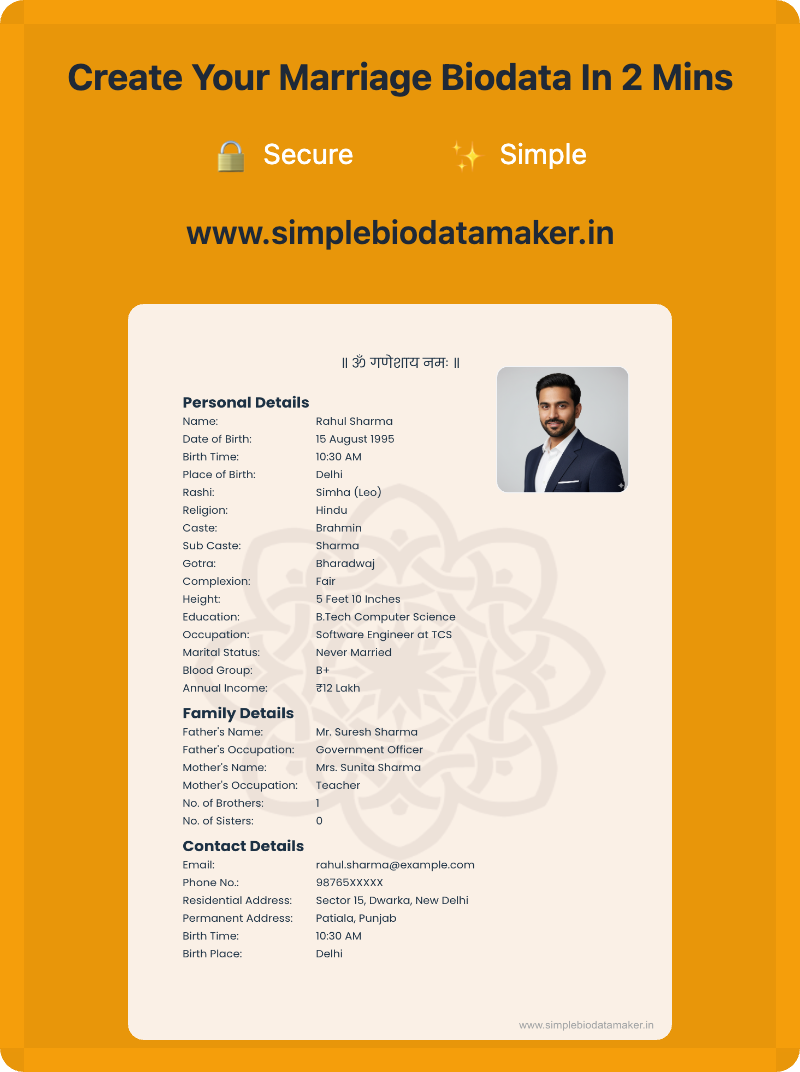 Create Your Marriage Biodata In 2 Mins
🔒 Secure ✨ Simple
www.simplebiodatamaker.in
॥ ॐ गणेशाय नमः ॥
Personal Details
Name: Rahul Sharma
Date of Birth: 15 August 1995
Birth Time: 10:30 AM
Place of Birth: Delhi
Rashi: Simha (Leo)
Religion: Hindu
Caste: Brahmin
Sub Caste: Sharma
Gotra: Bharadwaj
Complexion: Fair
Height: 5 Feet 10 Inches
Education: B.Tech Computer Science
Occupation: Software Engineer at TCS
Marital Status: Never Married
Blood Group: B+
Annual Income: ₹12 Lakh
Family Details
Father's Name: Mr. Suresh Sharma
Father's Occupation: Government Officer
Mother's Name: Mrs. Sunita Sharma
Mother's Occupation: Teacher
No. of Brothers: 1
No. of Sisters: 0
Contact Details
Email: rahul.sharma@example.com
Phone No.: 98765XXXXX
Residential Address: Sector 15, Dwarka, New Delhi
Permanent Address: Patiala, Punjab
Birth Time: 10:30 AM
Birth Place: Delhi
www.simplebiodatamaker.in